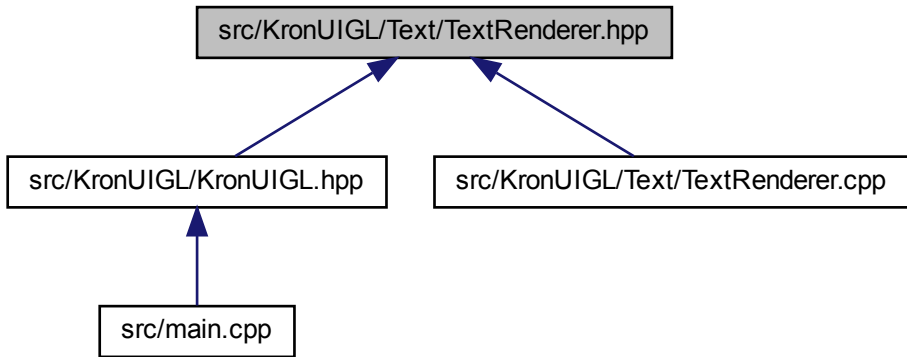 src/KronUIGL/Text/TextRenderer.hpp
src/KronUIGL/KronUIGL.hpp
src/KronUIGL/Text/TextRenderer.cpp
src/main.cpp